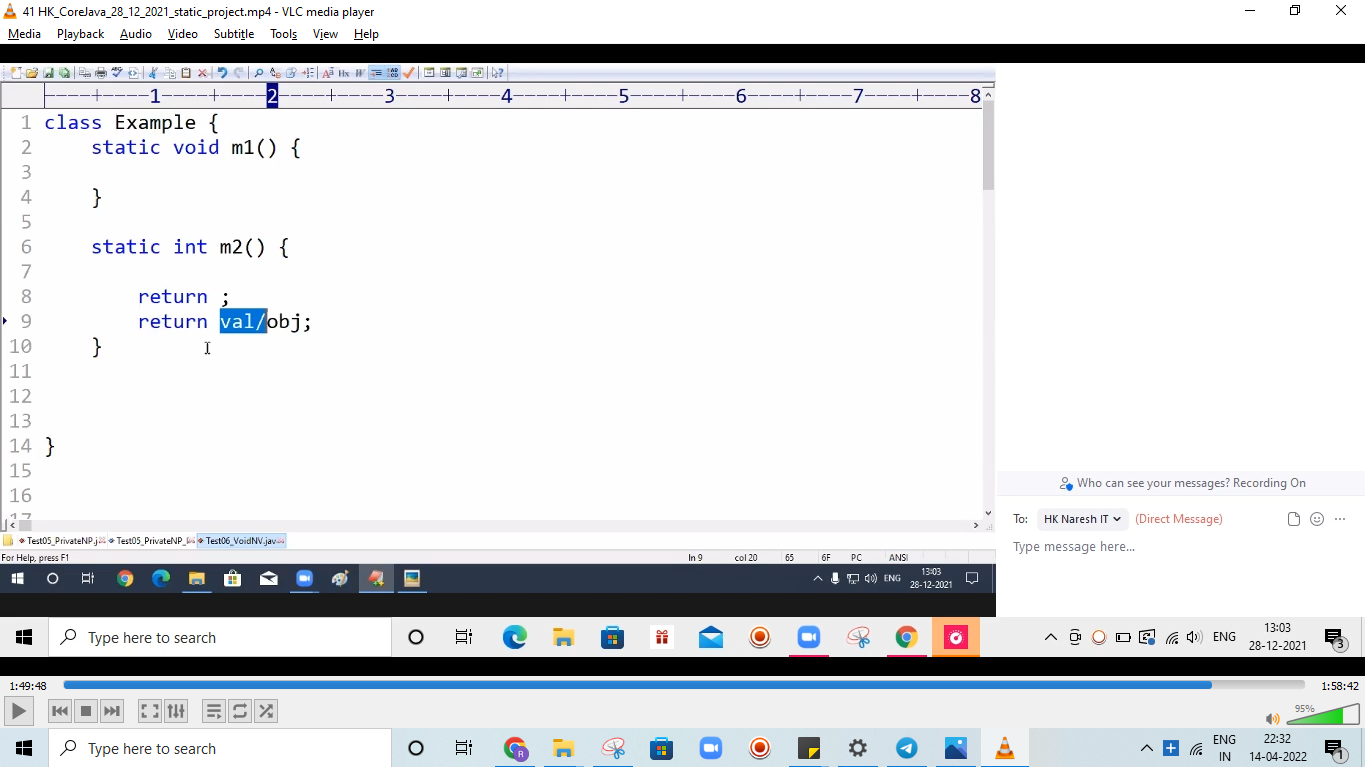 41 HK_CoreJava_28_12_2021_static_project.mp4 - VLC media player
Media Playback Audio Video Subtitle Tools View Help
1 2 3 4 5 6 7 8
1 class Example {
2 static void m1() {
3
4 }
5
6 static int m2() {
7
8 return ;
9 return val/obj;
10 }
11
12
13
14 }
15
16
17
Who can see your messages? Recording On
To: HK Naresh IT (Direct Message)
Type message here...
Test05_PrivateNP.j Test05_PrivateNP_ Test06_VoidNV.jav
For Help, press F1 ln 9 col 20 65 6F PC ANSI
ENG 13:03
28-12-2021
Type here to search ENG 13:03
28-12-2021 3
1:49:48 1:58:42
95%
Type here to search ENG
IN 22:32
14-04-2022 1